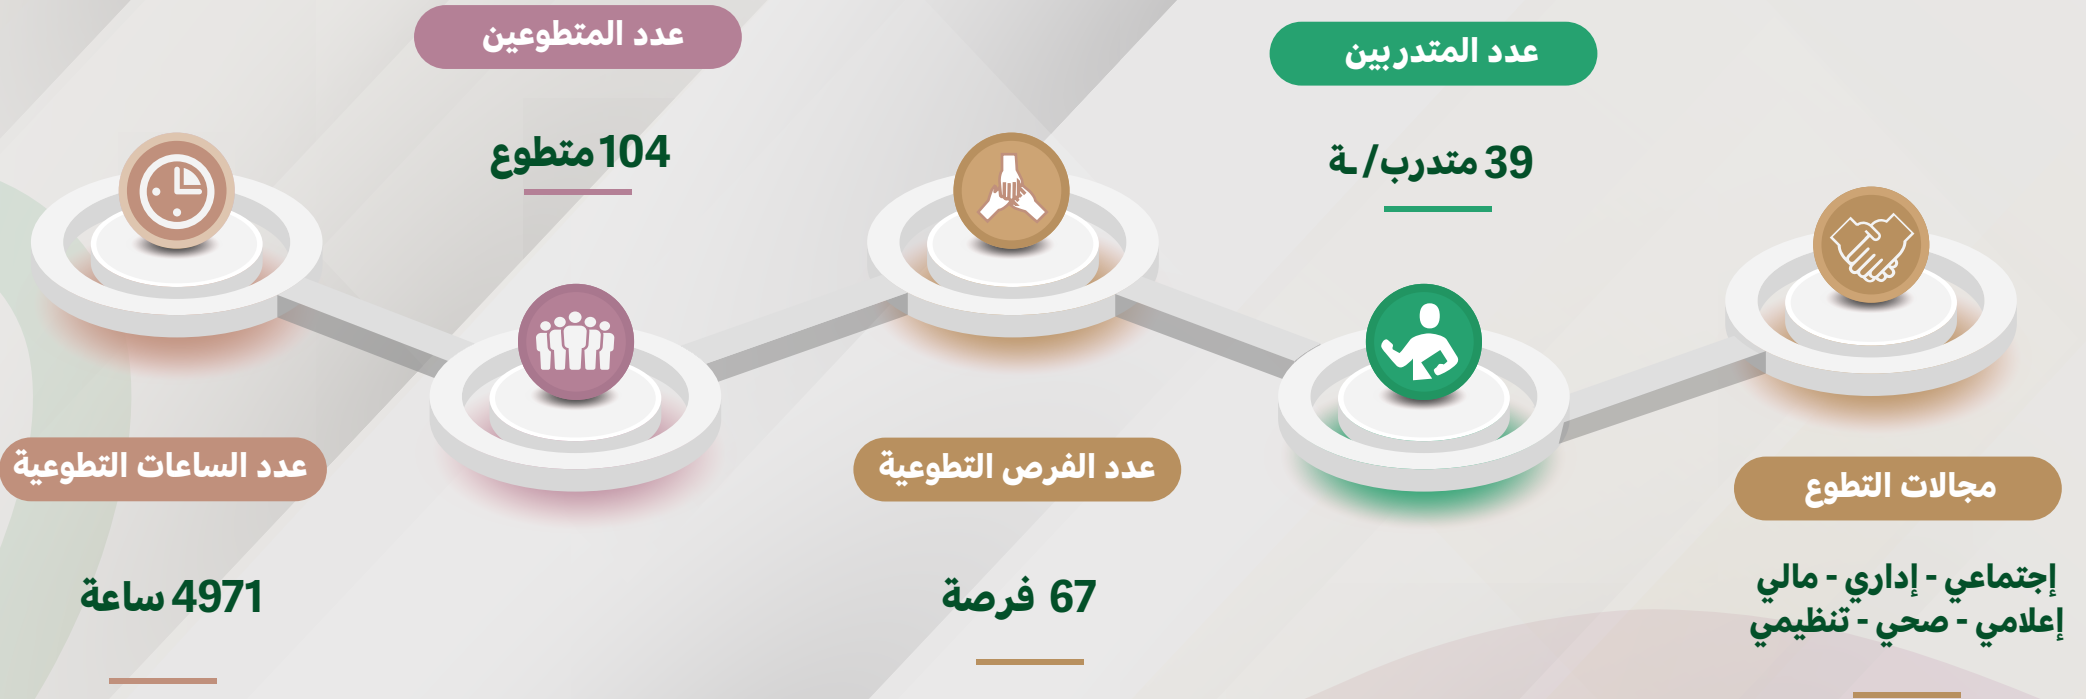 مجالات التطوع
إجتماعي - إداري - مالي
إعلامي - صحي - تنظيمي
عدد المتدربين
39 متدرب/ ـة
عدد الفرص التطوعية
67 فرصة
عدد المتطوعين
104 متطوع
عدد الساعات التطوعية
4971 ساعة